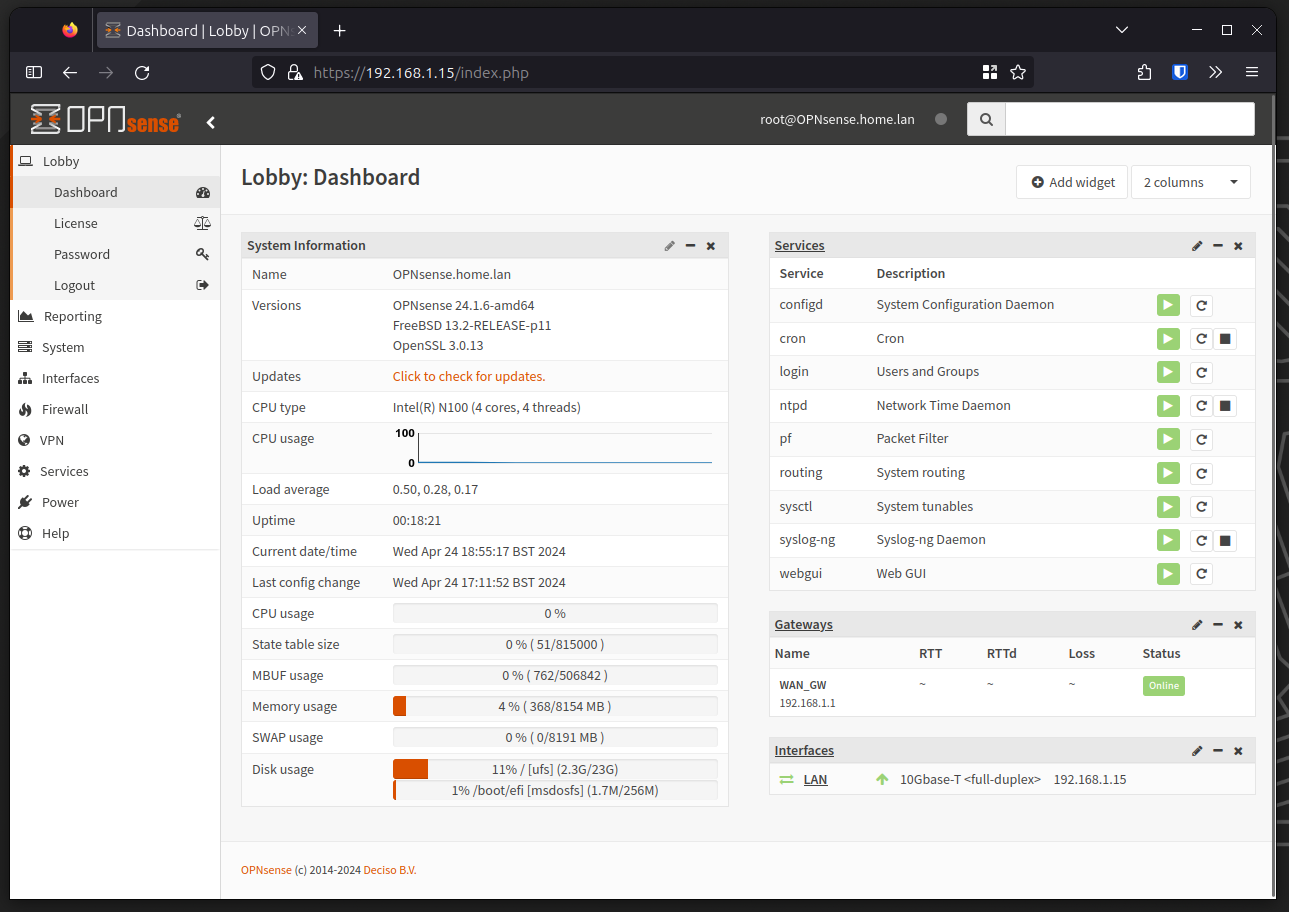 Dashboard | Lobby | OPN
https://192.168.1.15/index.php
OPNsense
root@OPNsense.home.lan
Lobby
Dashboard
License
Password
Logout
Reporting
System
Interfaces
Firewall
VPN
Services
Power
Help
Lobby: Dashboard
Add widget
2 columns
System Information
Name OPNsense.home.lan
Versions OPNsense 24.1.6-amd64
FreeBSD 13.2-RELEASE-p11
OpenSSL 3.0.13
Updates Click to check for updates.
CPU type Intel(R) N100 (4 cores, 4 threads)
CPU usage 100
0
Load average 0.50, 0.28, 0.17
Uptime 00:18:21
Current date/time Wed Apr 24 18:55:17 BST 2024
Last config change Wed Apr 24 17:11:52 BST 2024
CPU usage 0 %
State table size 0 % ( 51/815000 )
MBUF usage 0 % ( 762/506842 )
Memory usage 4 % ( 368/8154 MB )
SWAP usage 0 % ( 0/8191 MB )
Disk usage 11% / [ufs] (2.3G/23G)
1% /boot/efi [msdosfs] (1.7M/256M)
Services
Service Description
configd System Configuration Daemon
cron Cron
login Users and Groups
ntpd Network Time Daemon
pf Packet Filter
routing System routing
sysctl System tunables
syslog-ng Syslog-ng Daemon
webgui Web GUI
Gateways
Name RTT RTTd Loss Status
WAN_GW ~ ~ ~ Online
192.168.1.1
Interfaces
LAN 10Gbase-T <full-duplex> 192.168.1.15
OPNsense (c) 2014-2024 Deciso B.V.